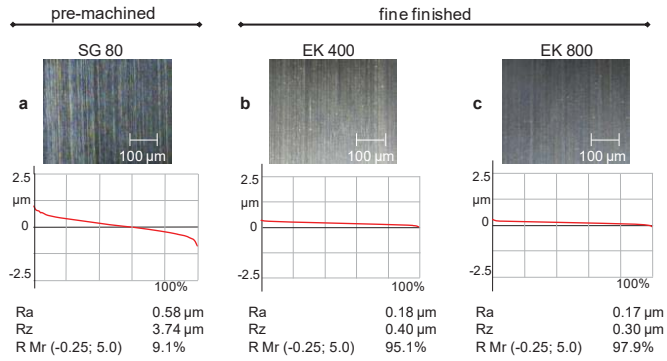 pre-machined
fine finished
SG 80
EK 400
EK 800
a
b
c
100 µm
100 µm
100 µm
2.5
µm
0
-2.5
100%
2.5
µm
0
-2.5
100%
2.5
µm
0
-2.5
100%
Ra 0.58 µm
Rz 3.74 µm
R Mr (-0.25; 5.0) 9.1%
Ra 0.18 µm
Rz 0.40 µm
R Mr (-0.25; 5.0) 95.1%
Ra 0.17 µm
Rz 0.30 µm
R Mr (-0.25; 5.0) 97.9%